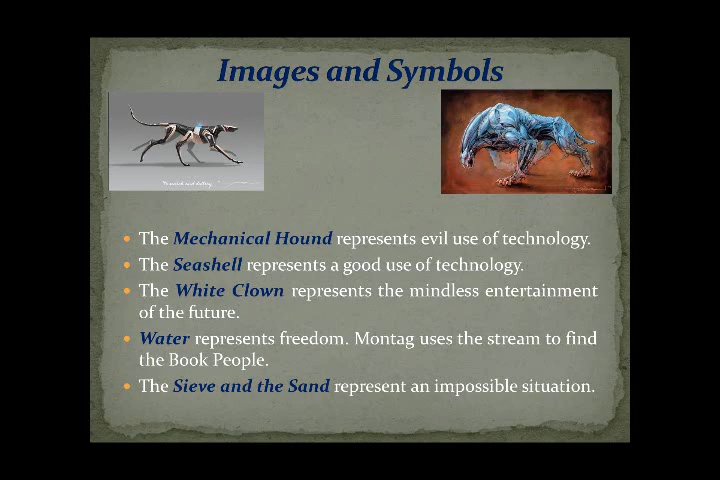 Images and Symbols
The Mechanical Hound represents evil use of technology.
The Seashell represents a good use of technology.
The White Clown represents the mindless entertainment
of the future.
Water represents freedom. Montag uses the stream to find
the Book People.
The Sieve and the Sand represent an impossible situation.